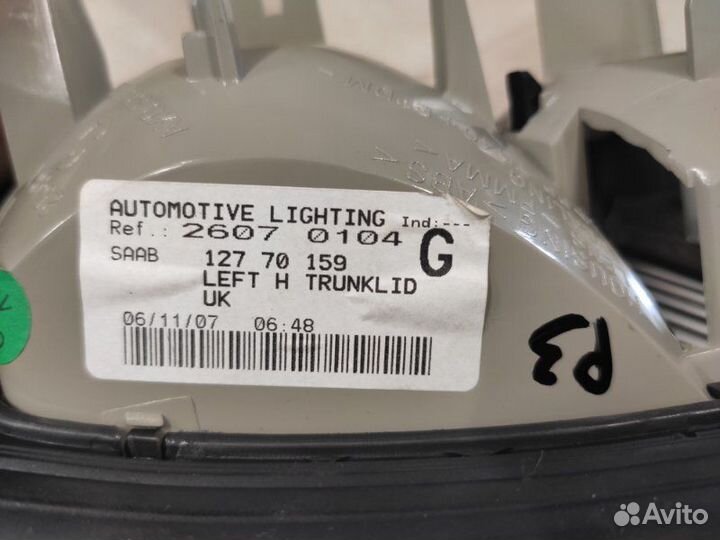 AUTOMOTIVE LIGHTING Ind:---
Ref.: 2607 0104 G
SAAB 127 70 159
LEFT H TRUNKLID
UK
06/11/07 06:48
P3
Avito